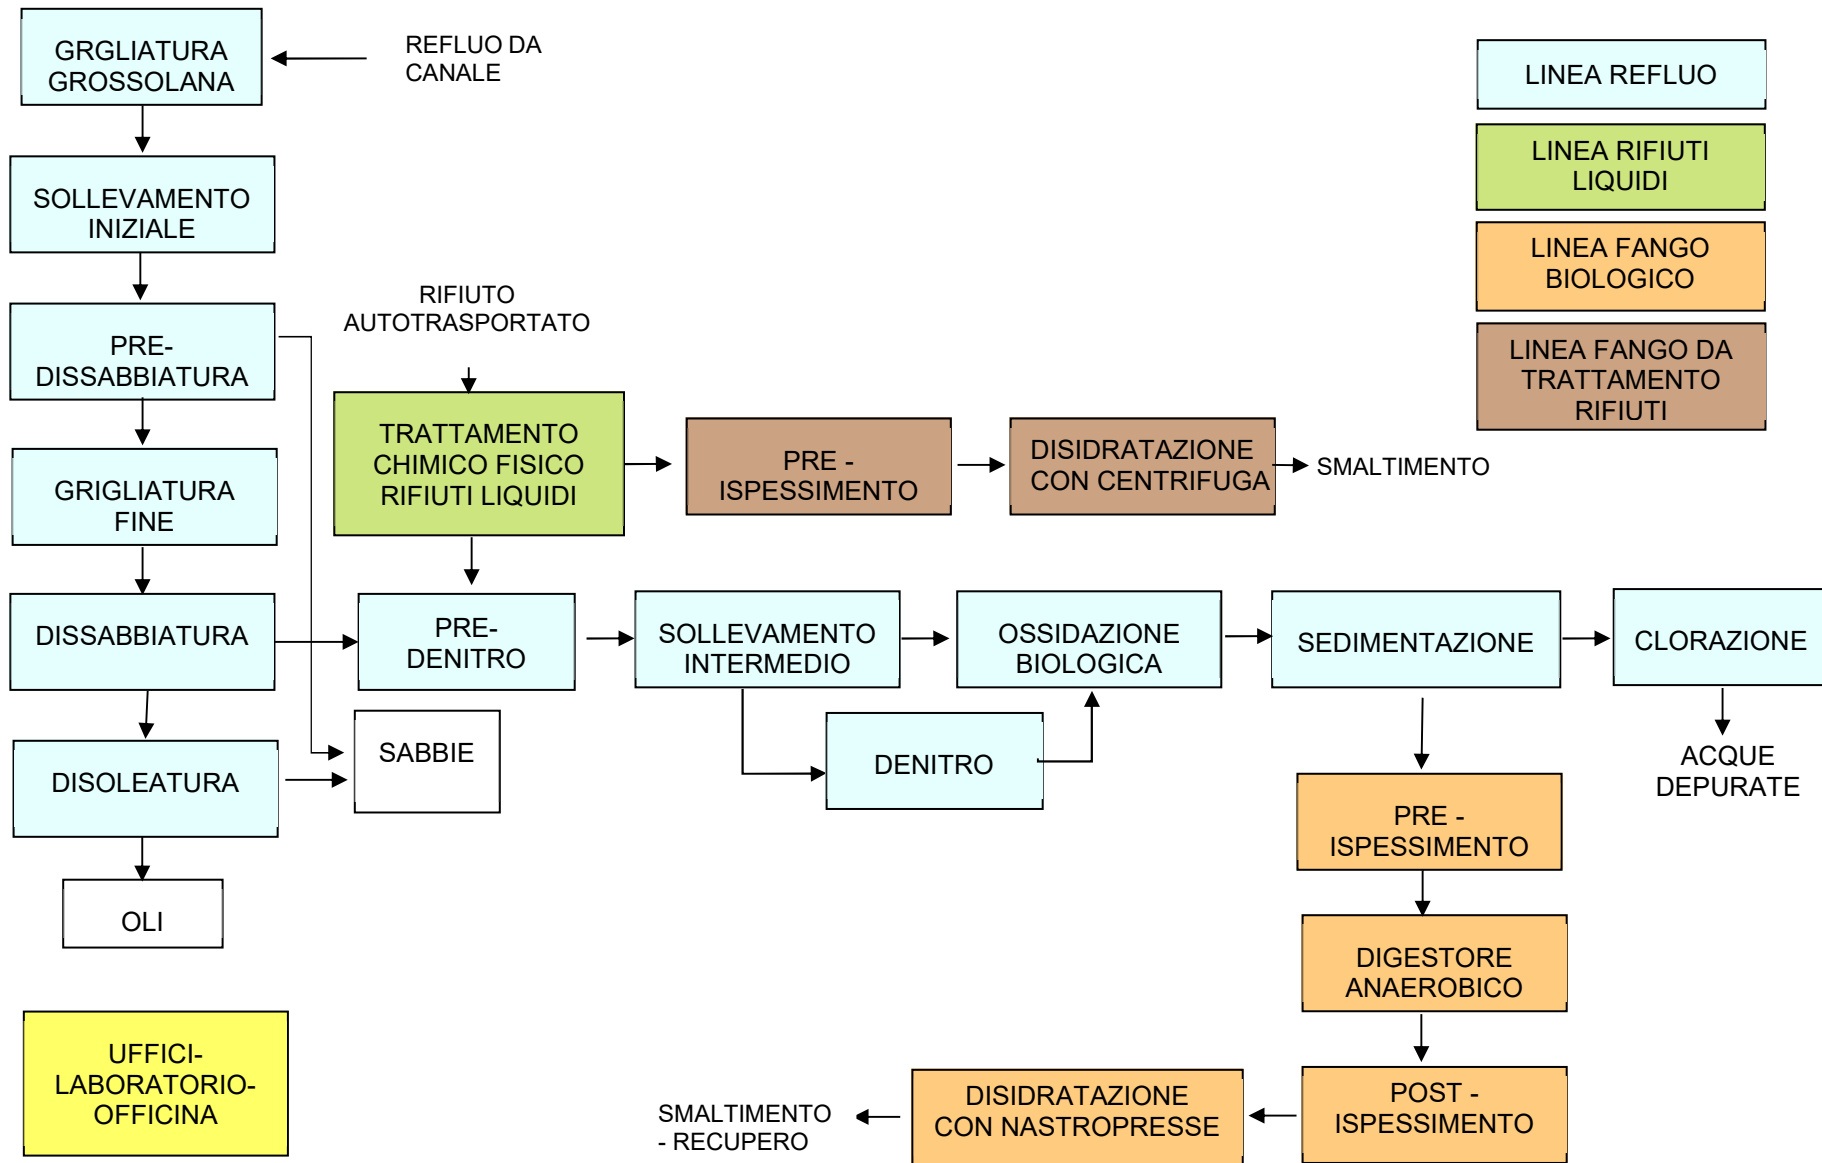 GRGLIATURA
GROSSOLANA
REFLUO DA
CANALE
LINEA REFLUO
SOLLEVAMENTO
INIZIALE
LINEA RIFIUTI
LIQUIDI
LINEA FANGO
BIOLOGICO
RIFIUTO
AUTOTRASPORTATO
PRE-
DISSABBIATURA
LINEA FANGO DA
TRATTAMENTO
RIFIUTI
TRATTAMENTO
CHIMICO FISICO
RIFIUTI LIQUIDI
PRE -
ISPESSIMENTO
DISIDRATAZIONE
CON CENTRIFUGA
SMALTIMENTO
GRIGLIATURA
FINE
DISSABBIATURA
PRE-
DENITRO
SOLLEVAMENTO
INTERMEDIO
OSSIDAZIONE
BIOLOGICA
SEDIMENTAZIONE
CLORAZIONE
DISOLEATURA
SABBIE
DENITRO
ACQUE
DEPURATE
PRE -
ISPESSIMENTO
OLI
DIGESTORE
ANAEROBICO
UFFICI-
LABORATORIO-
OFFICINA
SMALTIMENTO
- RECUPERO
DISIDRATAZIONE
CON NASTROPRESSE
POST -
ISPESSIMENTO